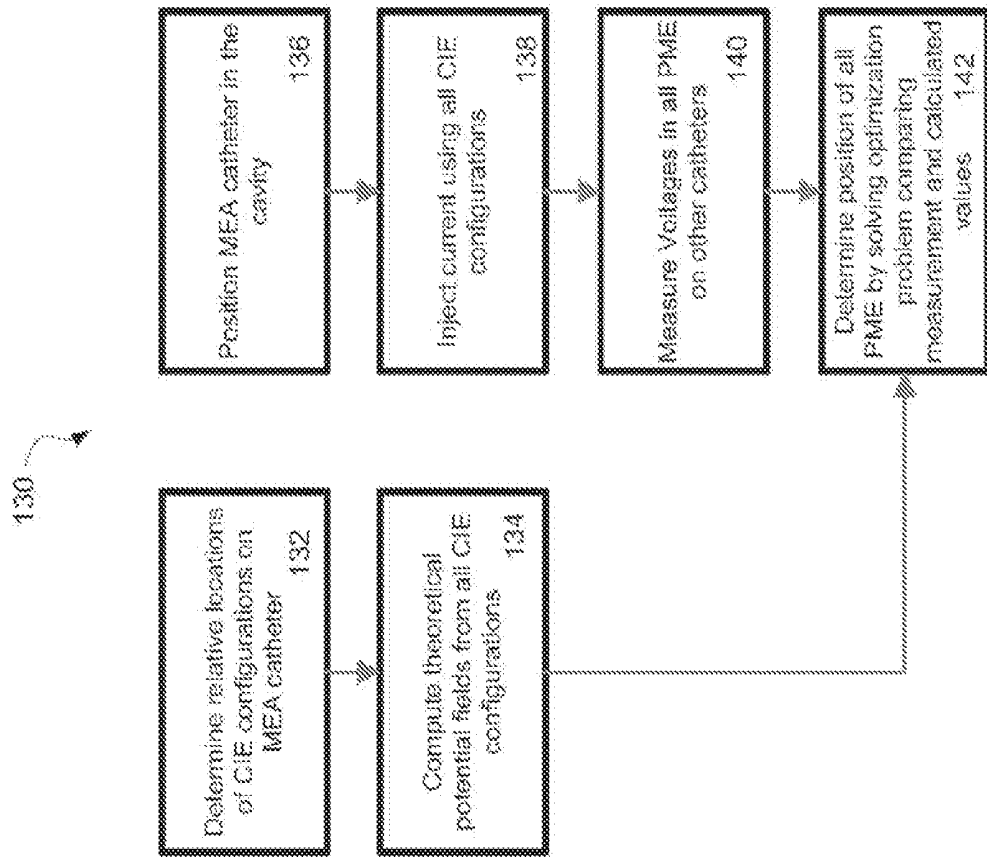 130
Determine relative locations
of CIE configurations on
MEA catheter
132
Compute theoretical
potential fields from all CIE
configurations
134
Position MEA catheter in the
cavity
136
Inject current using all CIE
configurations
138
Measure Voltages in all PME
on other catheters
140
Determine position of all
PME by solving optimization
problem comparing
measurement and calculated
values 142